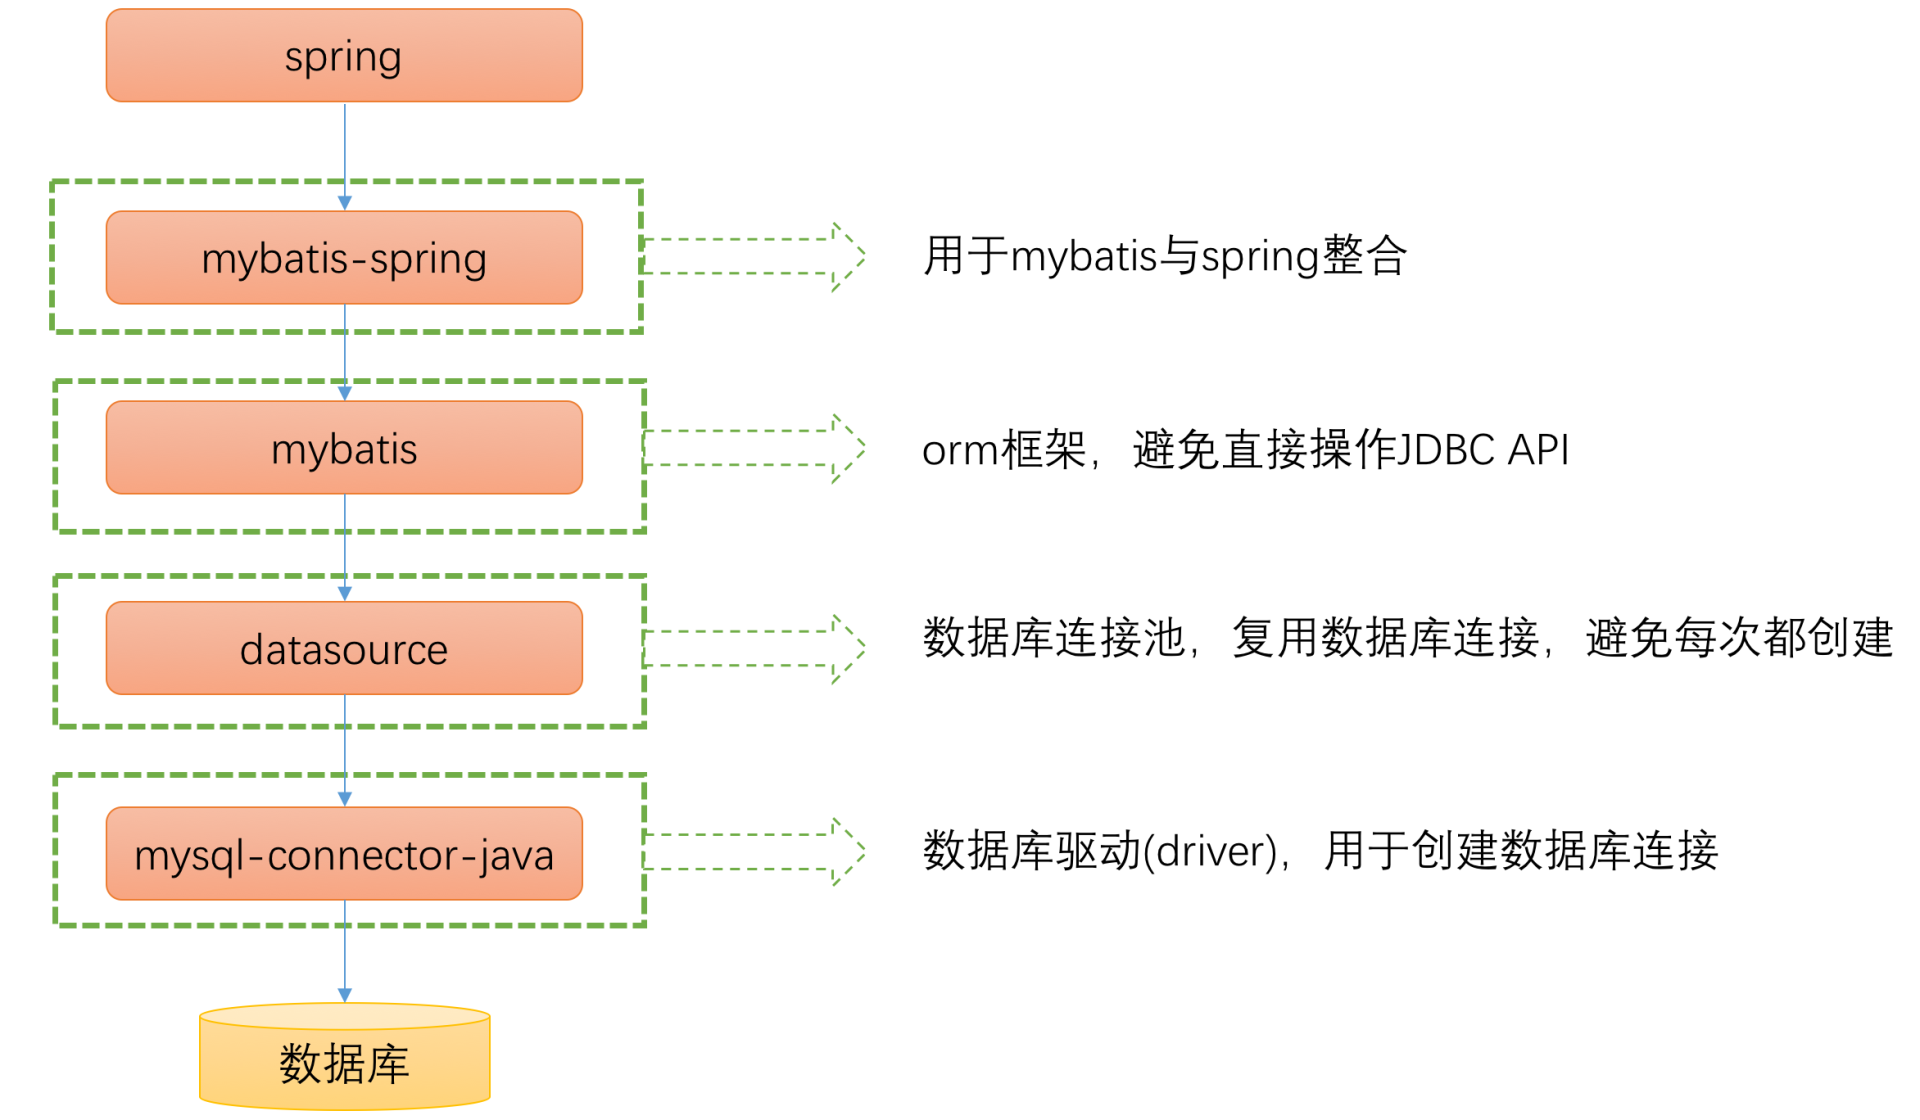 spring
mybatis-spring
用于mybatis与spring整合
mybatis
orm框架，避免直接操作JDBC API
datasource
数据库连接池，复用数据库连接，避免每次都创建
mysql-connector-java
数据库驱动(driver)，用于创建数据库连接
数据库